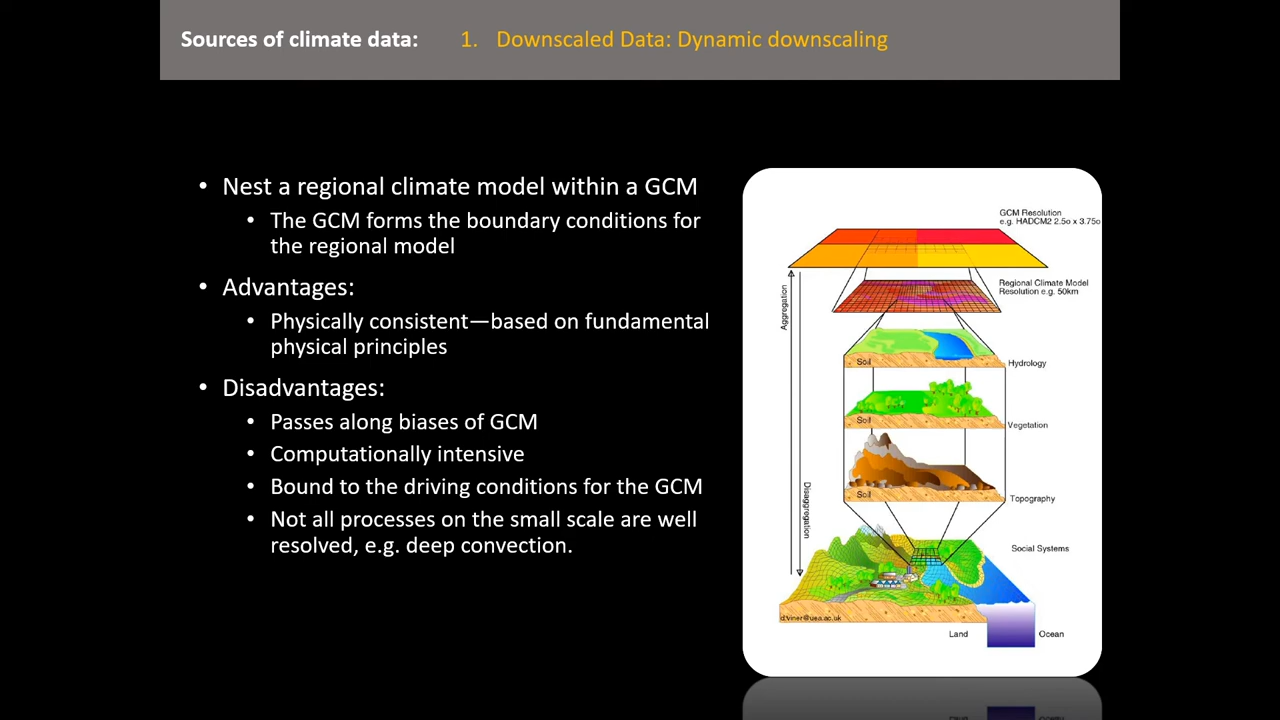 Sources of climate data: 1. Downscaled Data: Dynamic downscaling
• Nest a regional climate model within a GCM
• The GCM forms the boundary conditions for
the regional model
• Advantages:
• Physically consistent—based on fundamental
physical principles
• Disadvantages:
• Passes along biases of GCM
• Computationally intensive
• Bound to the driving conditions for the GCM
• Not all processes on the small scale are well
resolved, e.g. deep convection.
GCM Resolution
e.g. HADCM2 2.5o x 3.75o
Regional Climate Model
Resolution e.g. 50km
Aggregation
Soil
Hydrology
Soil
Vegetation
Soil
Topography
Disaggregation
Social Systems
d.viner@uea.ac.uk
Land
Ocean